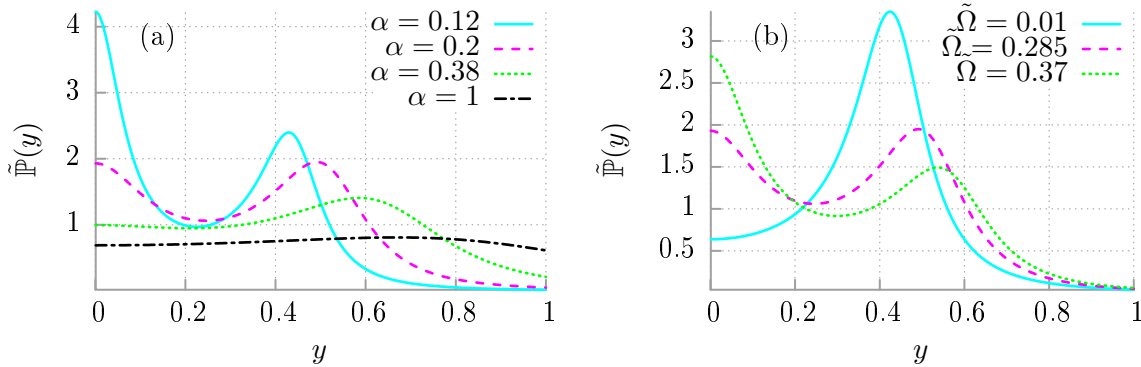 (a)
α = 0.12
α = 0.2
α = 0.38
α = 1
4
3
2
1
P̃(y)
0 0.2 0.4 0.6 0.8 1
y
(b)
Ω̃ = 0.01
Ω̃ = 0.285
Ω̃ = 0.37
3
2.5
2
1.5
1
0.5
P̃(y)
0 0.2 0.4 0.6 0.8 1
y